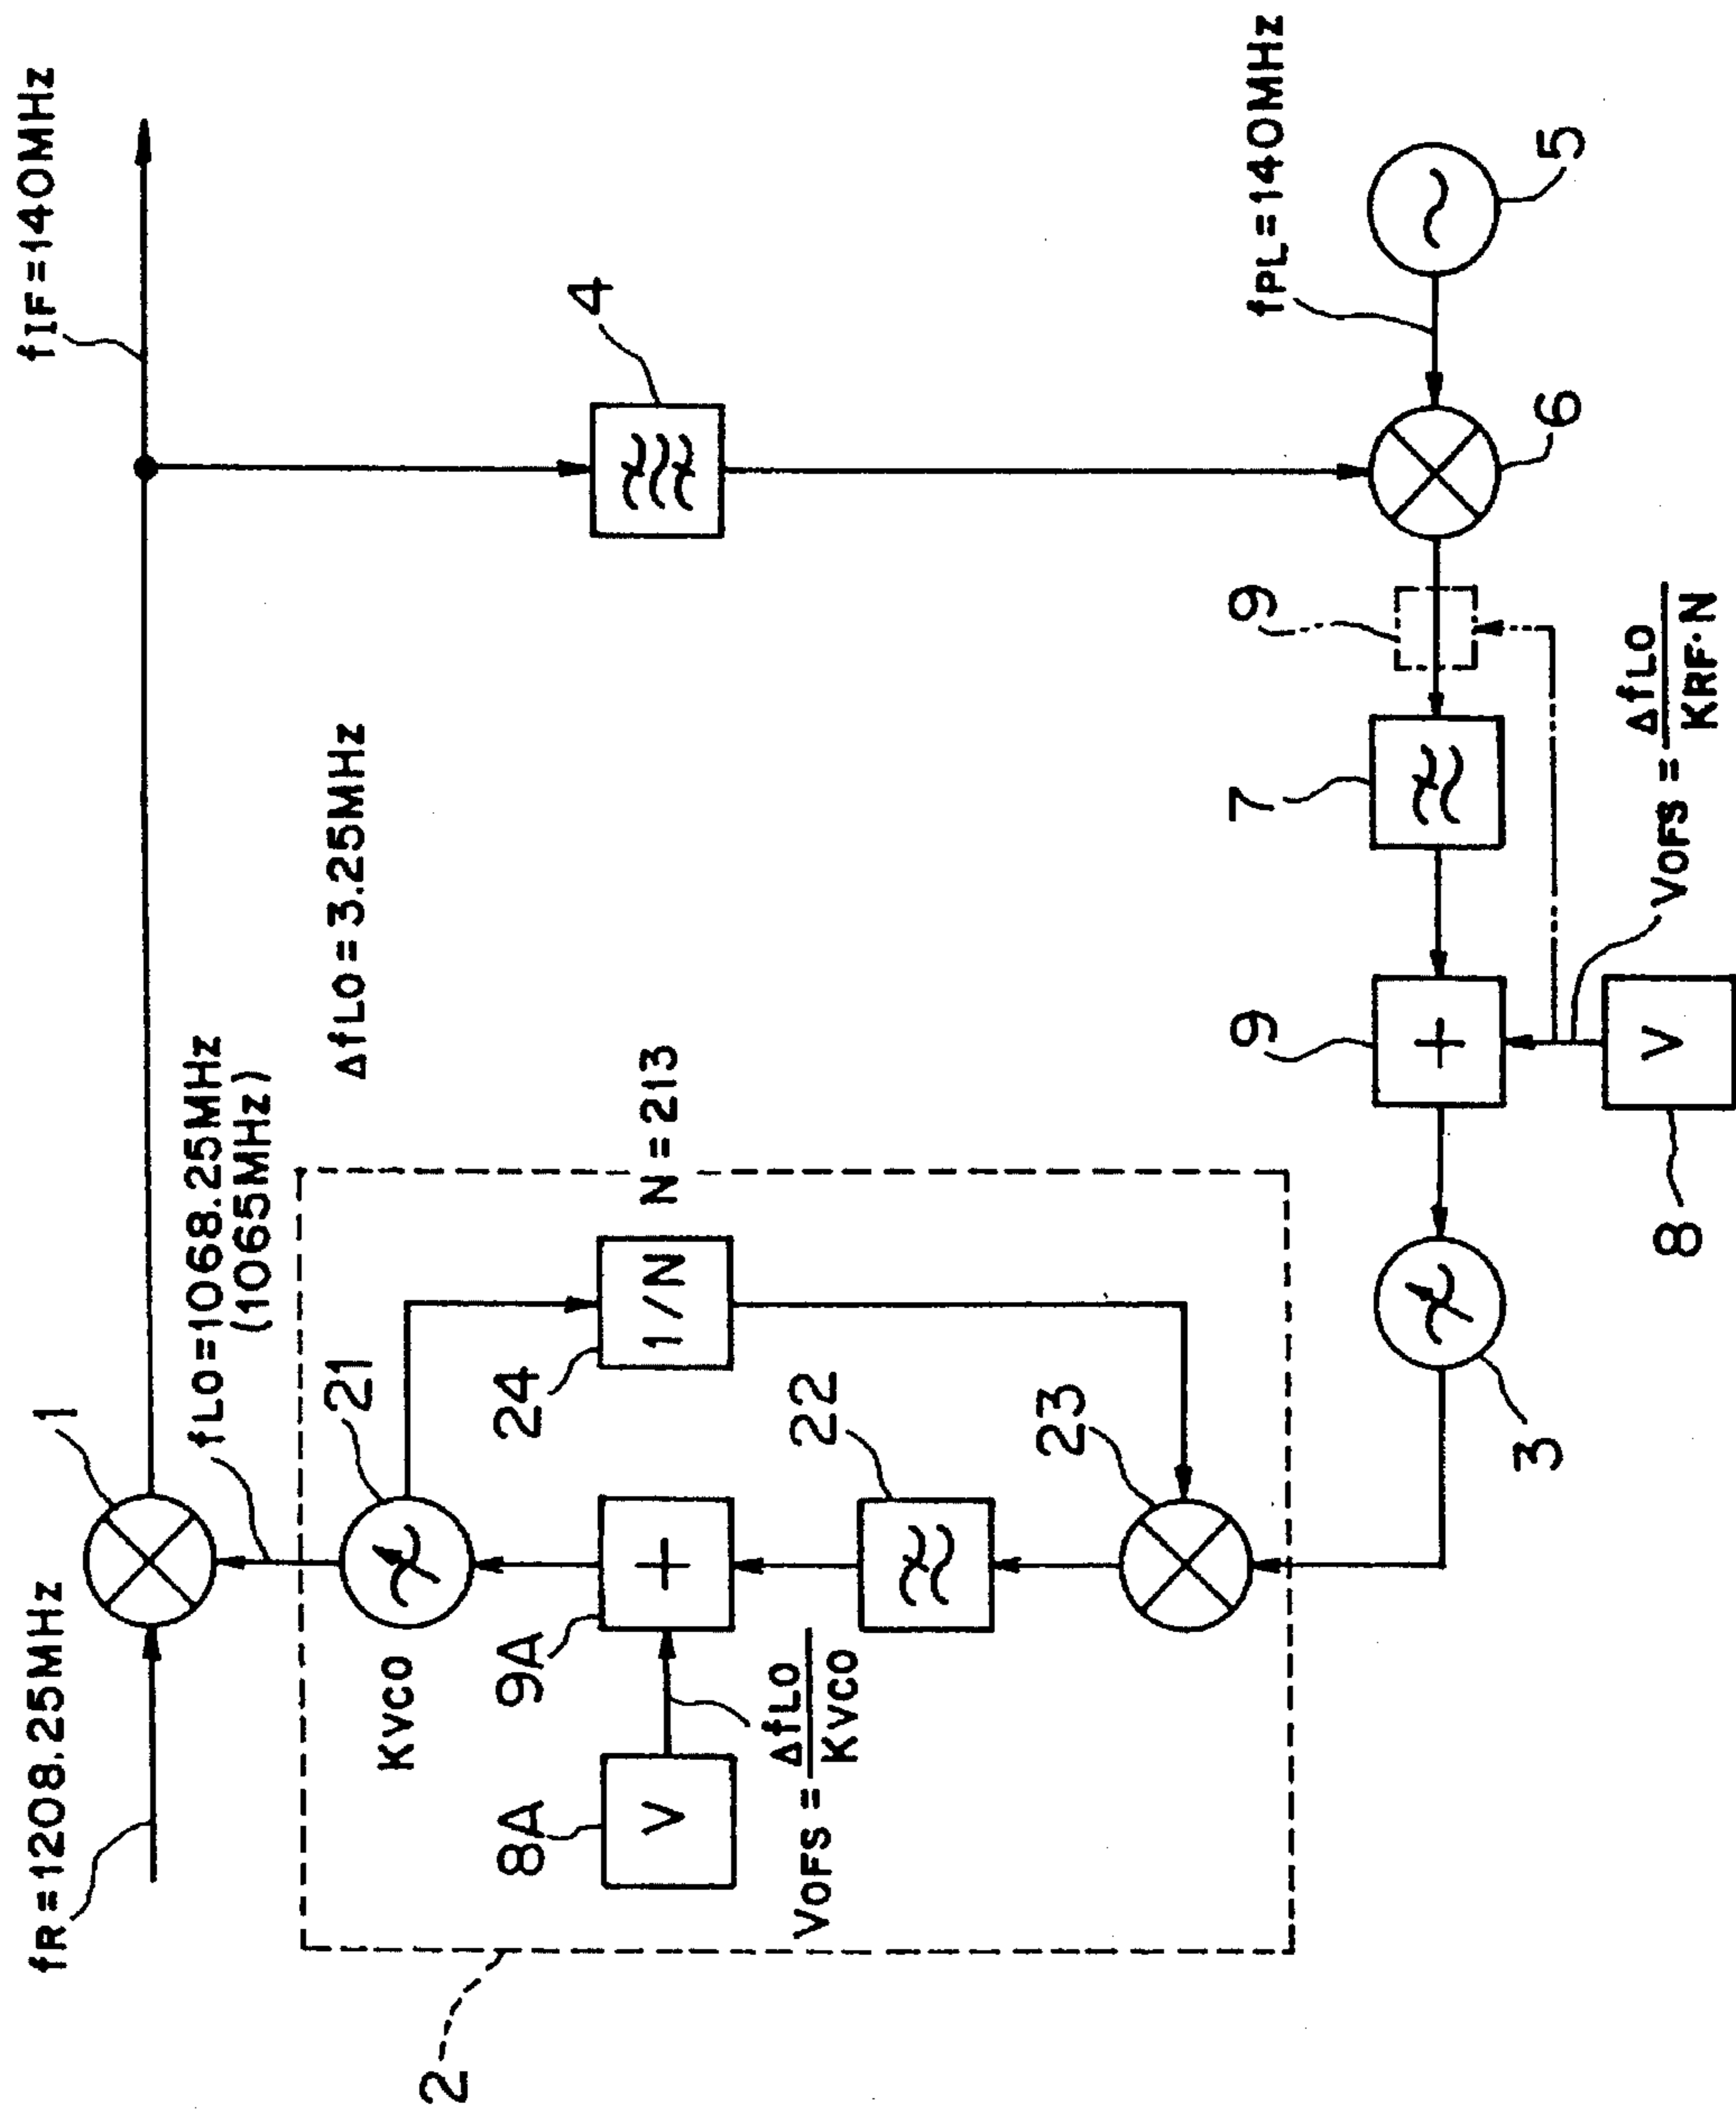 fR=1208.25MHz
1
fLO=1068.25MHz
(1065MHz)
fIF=140MHz
ΔfLO=3.25MHz
2
KVCO
21
24
1/N
N=213
8A
V
9A
+
VOFS=ΔfLO/KVCO
22
23
4
3
9
+
7
9
6
5
fPL=140MHz
8
V
VOFS=ΔfLO/KRF·N